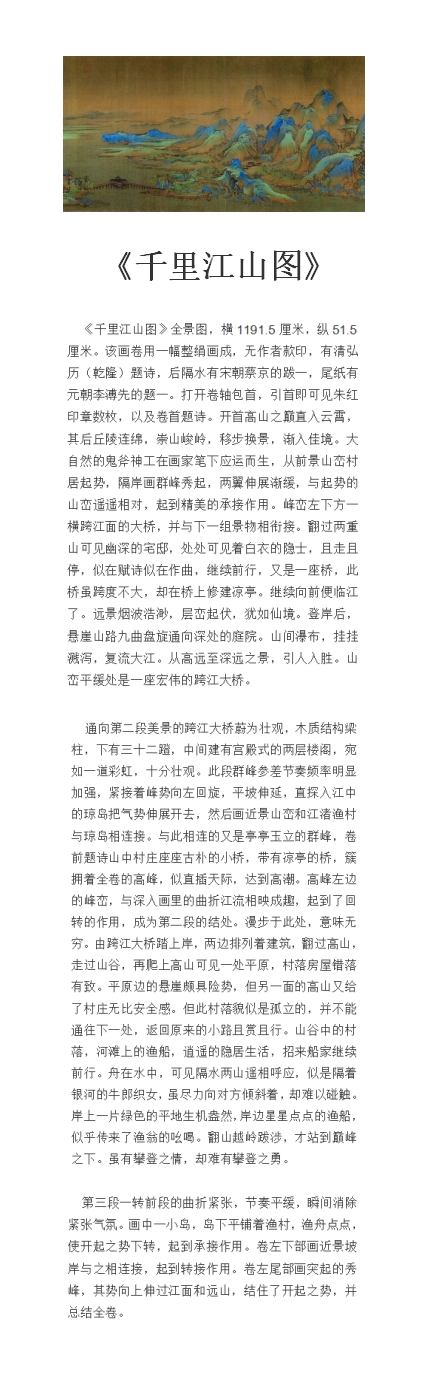 《千里江山图》
《千里江山图》全景图，横 1191.5 厘米，纵 51.5
厘米。该画卷用一幅整绢画成，无作者款印，有清弘
历（乾隆）题诗，后隔水有宋朝蔡京的跋一，尾纸有
元朝李溥先的题一。打开卷轴包首，引首即可见朱红
印章数枚，以及卷首题诗。开首高山之巅直入云霄，
其后丘陵连绵，崇山峻岭，移步换景，渐入佳境。大
自然的鬼斧神工在画家笔下应运而生，从前景山峦村
居起势，隔岸画群峰秀起，两翼伸展渐缓，与起势的
山峦遥遥相对，起到精美的承接作用。峰峦左下方一
横跨江面的大桥，并与下一组景物相衔接。翻过两重
山可见幽深的宅邸，处处可见着白衣的隐士，且走且
停，似在赋诗似在作曲，继续前行，又是一座桥，此
桥虽跨度不大，却在桥上修建凉亭。继续向前便临江
了。远景烟波浩渺，层峦起伏，犹如仙境。登岸后，
悬崖山路九曲盘旋通向深处的庭院。山间瀑布，挂挂
溅泻，复流大江。从高远至深远之景，引人入胜。山
峦平缓处是一座宏伟的跨江大桥。
通向第二段美景的跨江大桥蔚为壮观，木质结构梁
柱，下有三十二蹬，中间建有宫殿式的两层楼阁，宛
如一道彩虹，十分壮观。此段群峰参差节奏频率明显
加强，紧接着峰势向左回旋，平坡伸延，直探入江中
的琼岛把气势伸展开去，然后画近景山峦和江渚渔村
与琼岛相连接。与此相连的又是亭亭玉立的群峰，卷
前题诗山中村庄座座古朴的小桥，带有凉亭的桥，簇
拥着全卷的高峰，似直插天际，达到高潮。高峰左边
的峰峦，与深入画里的曲折江流相映成趣，起到了回
转的作用，成为第二段的结处。漫步于此处，意味无
穷。由跨江大桥踏上岸，两边排列着建筑，翻过高山，
走过山谷，再爬上高山可见一处平原，村落房屋错落
有致。平原边的悬崖颇具险势，但另一面的高山又给
了村庄无比安全感。但此村落貌似是孤立的，并不能
通往下一处，返回原来的小路且赏且行。山谷中的村
落，河滩上的渔船，逍遥的隐居生活，招来船家继续
前行。舟在水中，可见隔水两山遥相呼应，似是隔着
银河的牛郎织女，虽尽力向对方倾斜着，却难以碰触。
岸上一片绿色的平地生机盎然，岸边星星点点的渔船，
似乎传来了渔翁的吆喝。翻山越岭跋涉，才站到巅峰
之下。虽有攀登之情，却难有攀登之勇。
第三段一转前段的曲折紧张，节奏平缓，瞬间消除
紧张气氛。画中一小岛，岛下平铺着渔村，渔舟点点，
使开起之势下转，起到承接作用。卷左下部画近景坡
岸与之相连接，起到转接作用。卷左尾部画突起的秀
峰，其势向上伸过江面和远山，结住了开起之势，并
总结全卷。